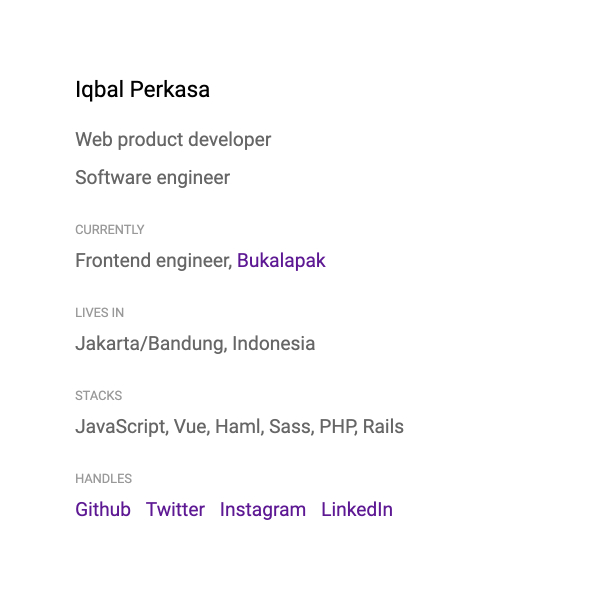 Iqbal Perkasa
Web product developer
Software engineer
CURRENTLY
Frontend engineer, Bukalapak
LIVES IN
Jakarta/Bandung, Indonesia
STACKS
JavaScript, Vue, Haml, Sass, PHP, Rails
HANDLES
Github Twitter Instagram LinkedIn